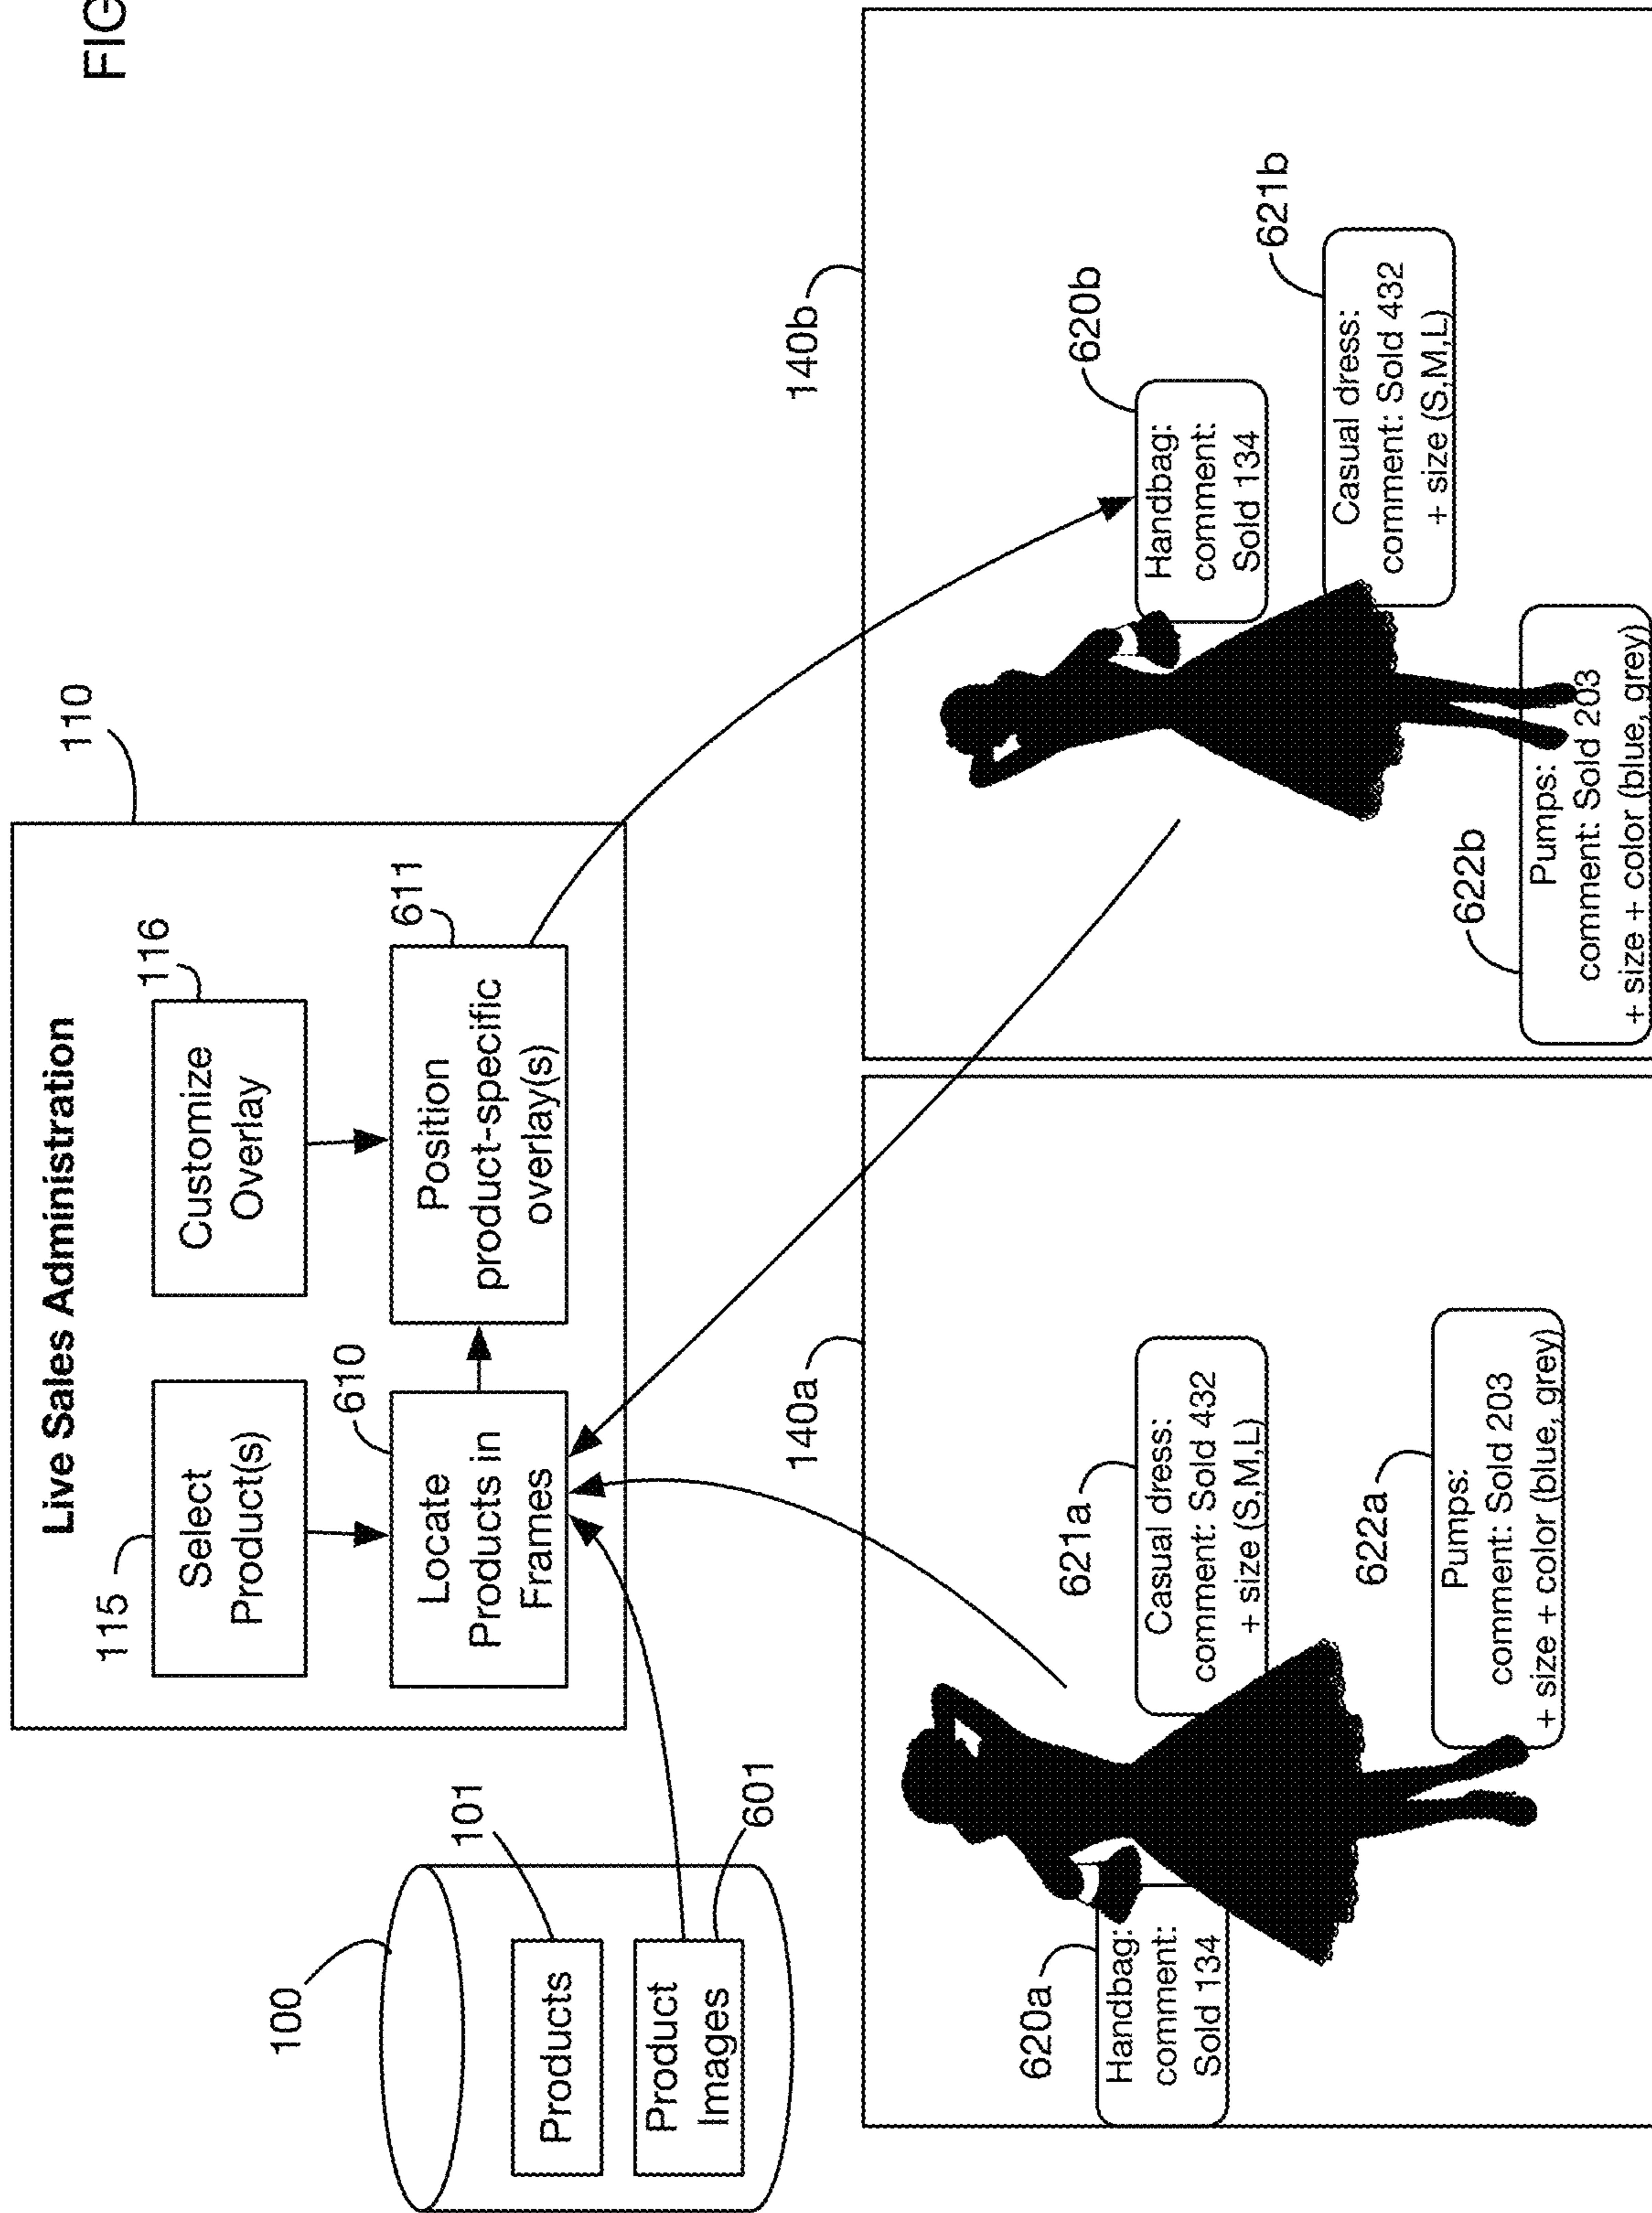 FIG
Live Sales Administration
110
115
Select
Product(s)
116
Customize
Overlay
610
Locate
Products in
Frames
611
Position
product-specific
overlay(s)
100
101
Products
601
Product
Images
140a
620a
Handbag:
comment:
Sold 134
621a
Casual dress:
comment: Sold 432
+ size (S,M,L)
622a
Pumps:
comment: Sold 203
+ size + color (blue, grey)
140b
620b
Handbag:
comment:
Sold 134
621b
Casual dress:
comment: Sold 432
+ size (S,M,L)
622b
Pumps:
comment: Sold 203
+ size + color (blue, grey)